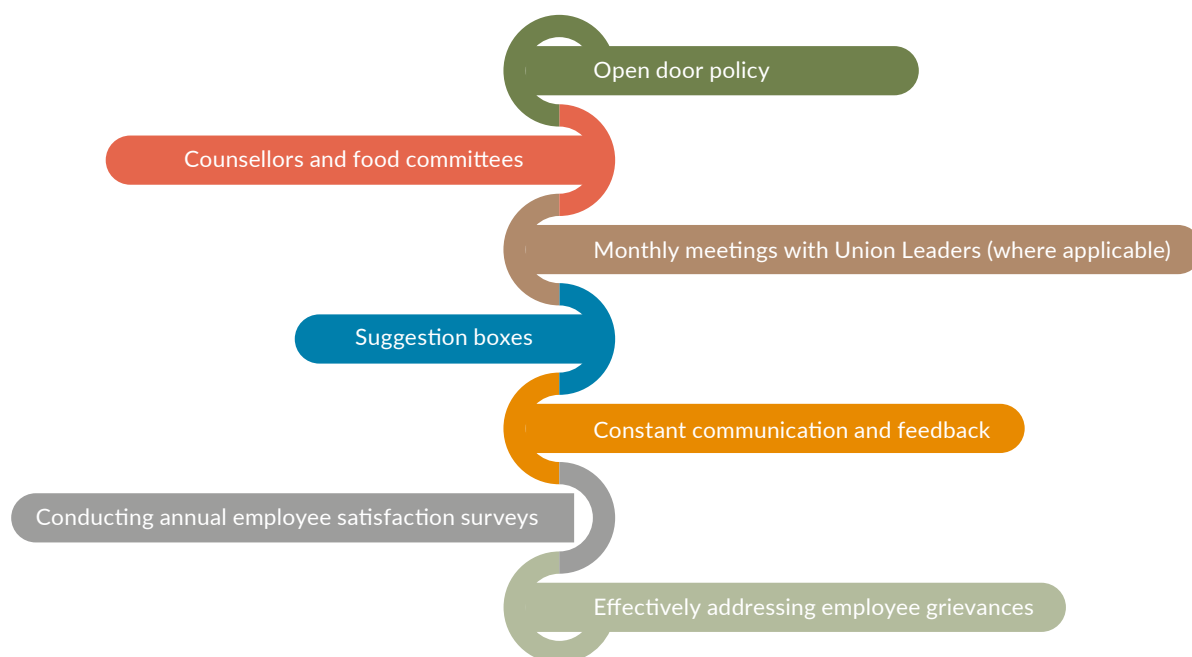 Open door policy
Counsellors and food committees
Monthly meetings with Union Leaders (where applicable)
Suggestion boxes
Constant communication and feedback
Conducting annual employee satisfaction surveys
Effectively addressing employee grievances